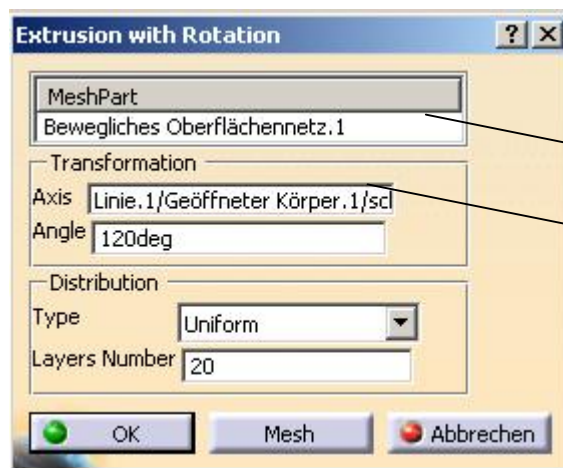 Extrusion with Rotation
MeshPart
Bewegliches Oberflächennetz.1
Transformation
Axis Linie.1/Geöffneter Körper.1/scl
Angle 120deg
Distribution
Type Uniform
Layers Number 20
OK Mesh Abbrechen